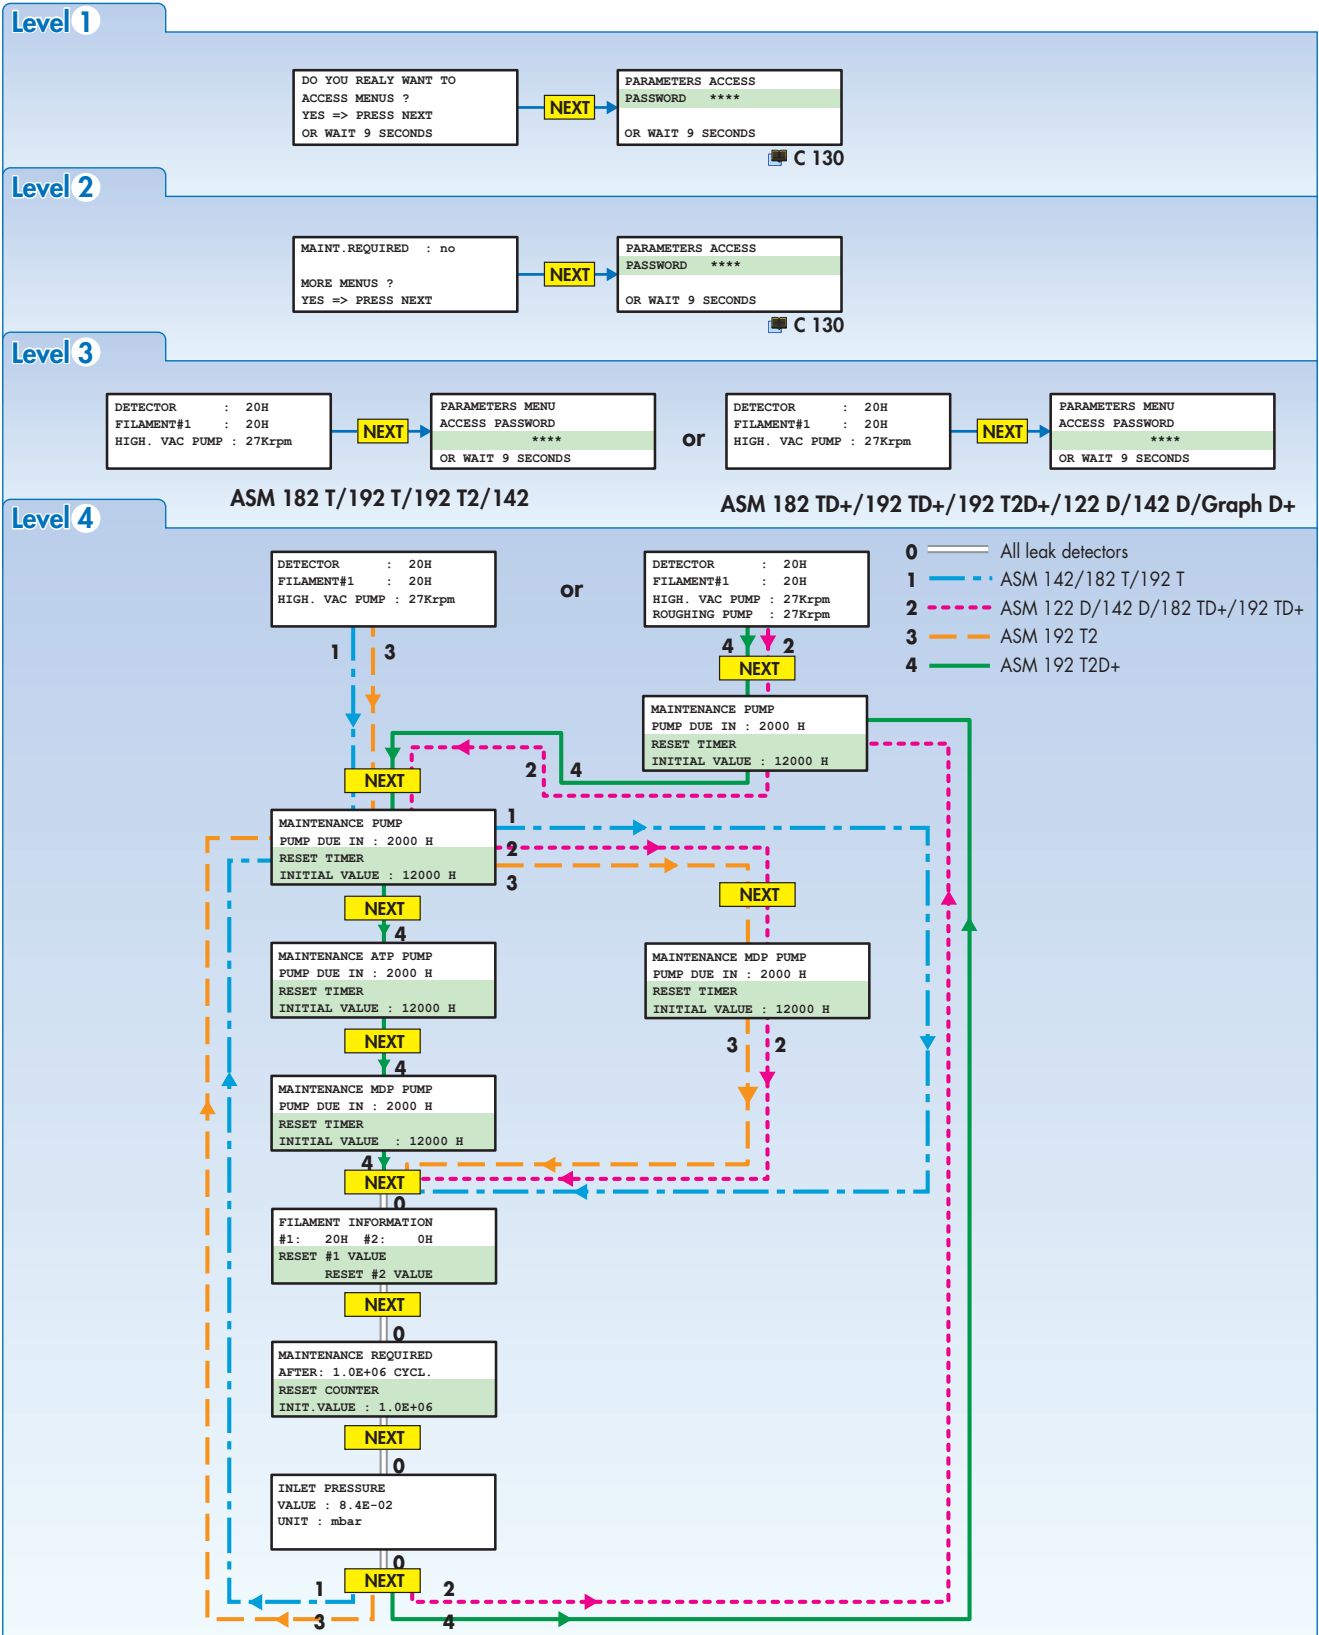 Level 1
DO YOU REALY WANT TO
ACCESS MENUS ?
YES => PRESS NEXT
OR WAIT 9 SECONDS
NEXT
PARAMETERS ACCESS
PASSWORD ****
OR WAIT 9 SECONDS
C 130
Level 2
MAINT.REQUIRED : no
MORE MENUS ?
YES => PRESS NEXT
NEXT
PARAMETERS ACCESS
PASSWORD ****
OR WAIT 9 SECONDS
C 130
Level 3
DETECTOR : 20H
FILAMENT#1 : 20H
HIGH. VAC PUMP : 27Krpm
NEXT
PARAMETERS MENU
ACCESS PASSWORD
****
OR WAIT 9 SECONDS
ASM 182 T/192 T/192 T2/142
or
DETECTOR : 20H
FILAMENT#1 : 20H
HIGH. VAC PUMP : 27Krpm
NEXT
PARAMETERS MENU
ACCESS PASSWORD
****
OR WAIT 9 SECONDS
ASM 182 TD+/192 TD+/192 T2D+/122 D/142 D/Graph D+
Level 4
DETECTOR : 20H
FILAMENT#1 : 20H
HIGH. VAC PUMP : 27Krpm
or
DETECTOR : 20H
FILAMENT#1 : 20H
HIGH. VAC PUMP : 27Krpm
ROUGHING PUMP : 27Krpm
0 All leak detectors
1 ASM 142/182 T/192 T
2 ASM 122 D/142 D/182 TD+/192 TD+
3 ASM 192 T2
4 ASM 192 T2D+
1 3
4 2
NEXT
MAINTENANCE PUMP
PUMP DUE IN : 2000 H
RESET TIMER
INITIAL VALUE : 12000 H
2 4
NEXT
MAINTENANCE PUMP
PUMP DUE IN : 2000 H
RESET TIMER
INITIAL VALUE : 12000 H
1
2
3
NEXT
NEXT
4
MAINTENANCE ATP PUMP
PUMP DUE IN : 2000 H
RESET TIMER
INITIAL VALUE : 12000 H
MAINTENANCE MDP PUMP
PUMP DUE IN : 2000 H
RESET TIMER
INITIAL VALUE : 12000 H
NEXT
4
3 2
MAINTENANCE MDP PUMP
PUMP DUE IN : 2000 H
RESET TIMER
INITIAL VALUE : 12000 H
4
NEXT
0
FILAMENT INFORMATION
#1: 20H #2: 0H
RESET #1 VALUE
RESET #2 VALUE
NEXT
0
MAINTENANCE REQUIRED
AFTER: 1.0E+06 CYCL.
RESET COUNTER
INIT.VALUE : 1.0E+06
NEXT
0
INLET PRESSURE
VALUE : 8.4E-02
UNIT : mbar
0
NEXT
1 2
3 4